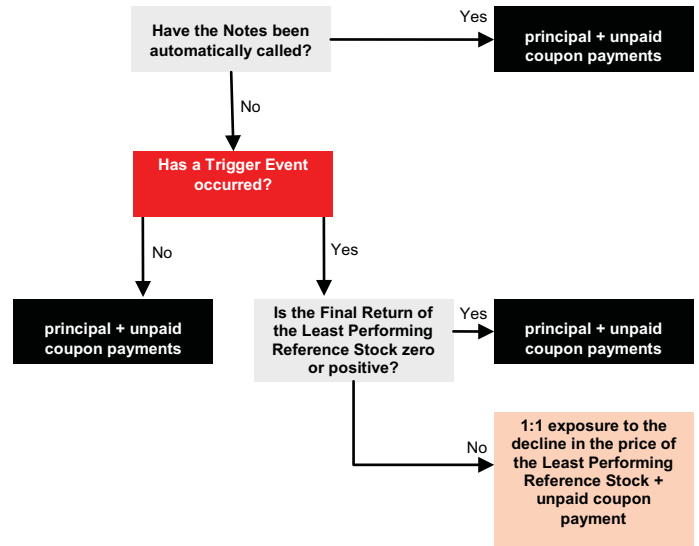 Have the Notes been
automatically called?
Yes
principal + unpaid
coupon payments
No
Has a Trigger Event
occurred?
No
Yes
principal + unpaid
coupon payments
Is the Final Return of
the Least Performing
Reference Stock zero
or positive?
Yes
principal + unpaid
coupon payments
No
1:1 exposure to the
decline in the price of
the Least Performing
Reference Stock +
unpaid coupon
payment